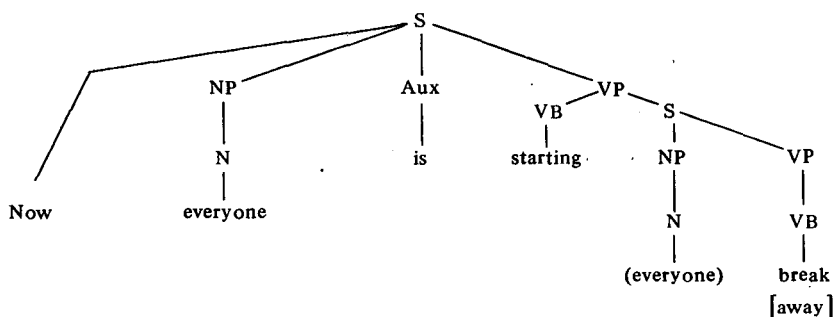 S
NP Aux VP
VB S
N is starting NP VP
Now everyone N VB
(everyone) break
[away]